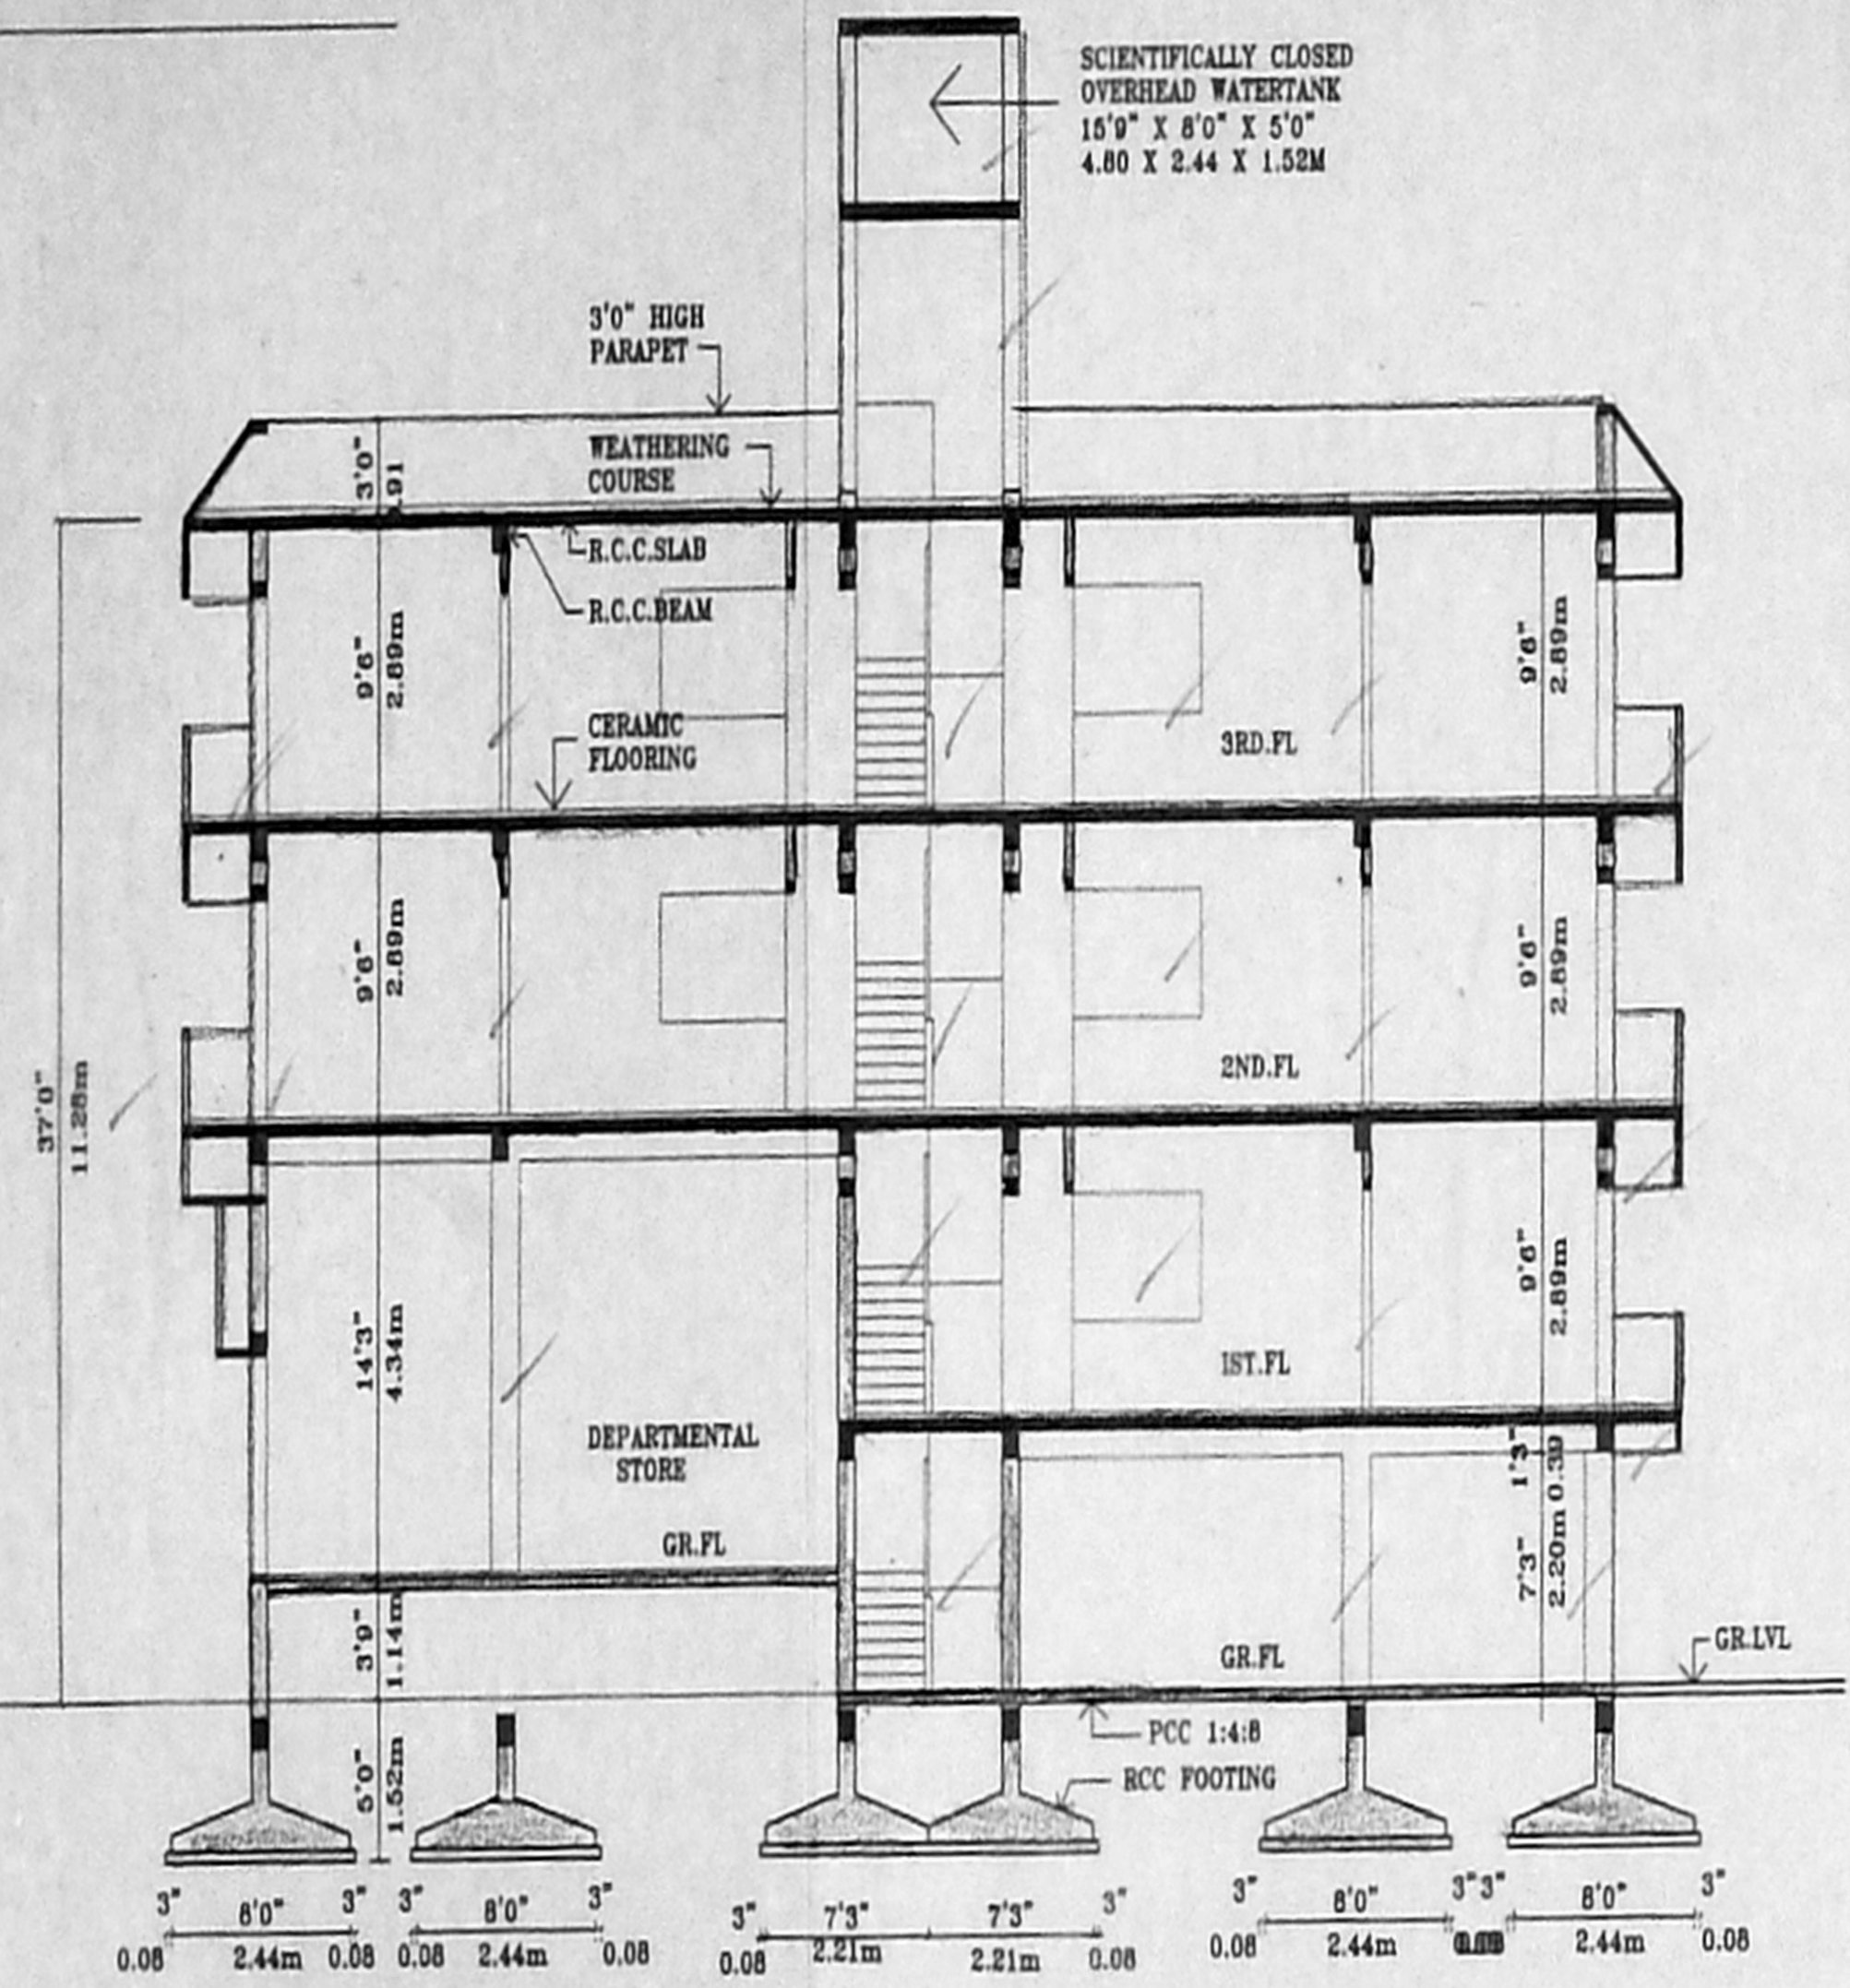 SCIENTIFICALLY CLOSED
OVERHEAD WATERTANK
15'9" X 8'0" X 5'0"
4.80 X 2.44 X 1.52M
3'0" HIGH
PARAPET
WEATHERING
COURSE
3'0"
0.91
R.C.C.SLAB
R.C.C.BEAM
9'6"
2.89m
9'6"
2.89m
CERAMIC
FLOORING
3RD.FL
9'6"
2.89m
9'6"
2.89m
2ND.FL
37'0"
11.28m
14'3"
4.34m
9'6"
2.89m
1ST.FL
DEPARTMENTAL
STORE
GR.FL
1'3"
0.39
7'3"
2.20m
3'9"
1.14m
GR.FL
GR.LVL
PCC 1:4:8
RCC FOOTING
5'0"
1.52m
3" 8'0" 3" 3" 8'0" 3" 3" 7'3" 7'3" 3" 3" 8'0" 3" 3" 8'0" 3"
0.08 2.44m 0.08 0.08 2.44m 0.08 0.08 2.21m 2.21m 0.08 0.08 2.44m 2.44m 0.08